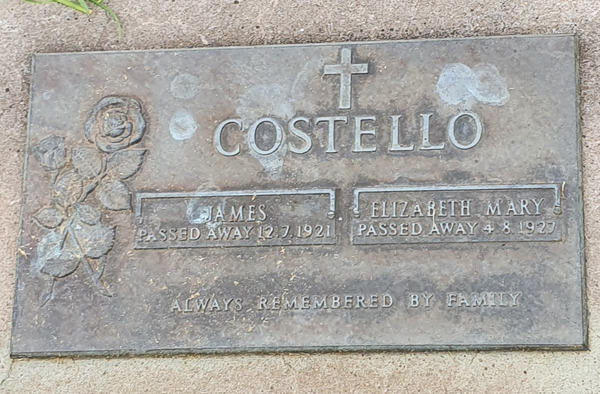 COSTELLO
JAMES
PASSED AWAY 12.7.1921
ELIZABETH MARY
PASSED AWAY 4.8.1927
ALWAYS REMEMBERED BY FAMILY